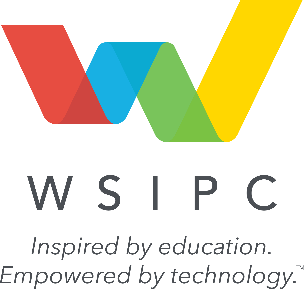 WSIPC
Inspired by education.
Empowered by technology.™